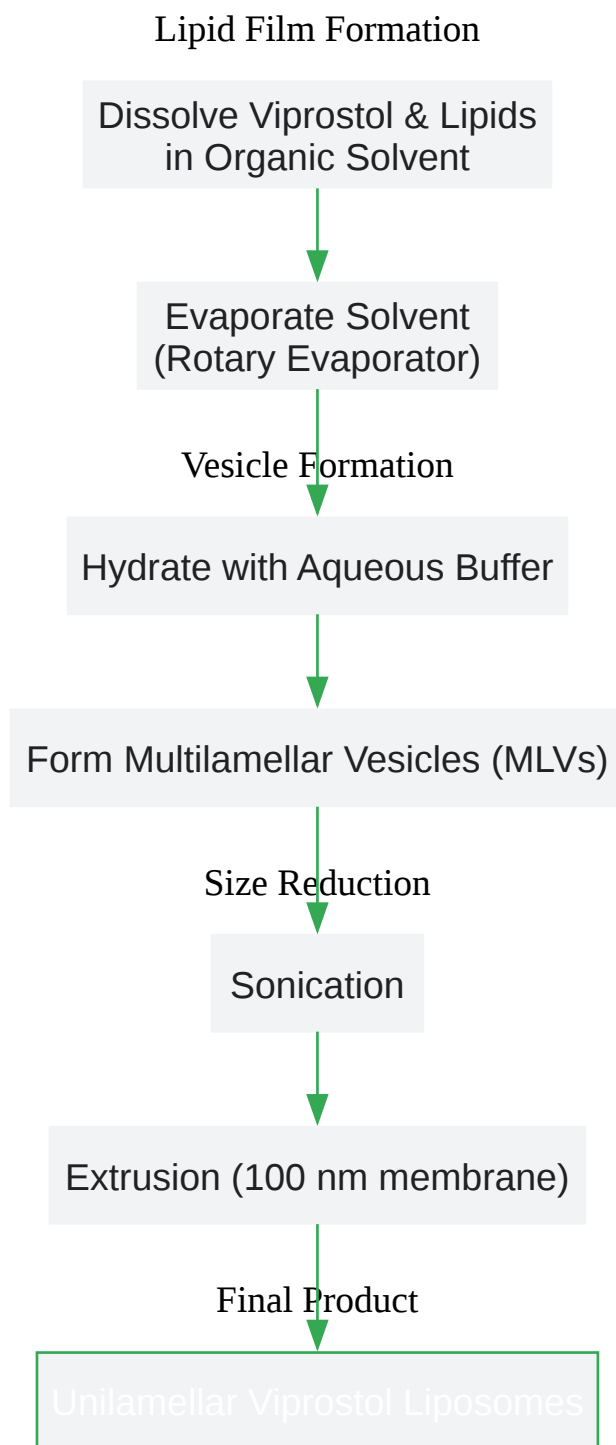 Lipid Film Formation
Dissolve Viprostol & Lipids
in Organic Solvent
Evaporate Solvent
(Rotary Evaporator)
Vesicle Formation
Hydrate with Aqueous Buffer
Form Multilamellar Vesicles (MLVs)
Size Reduction
Sonication
Extrusion (100 nm membrane)
Final Product
Unilamellar Viprostol Liposomes